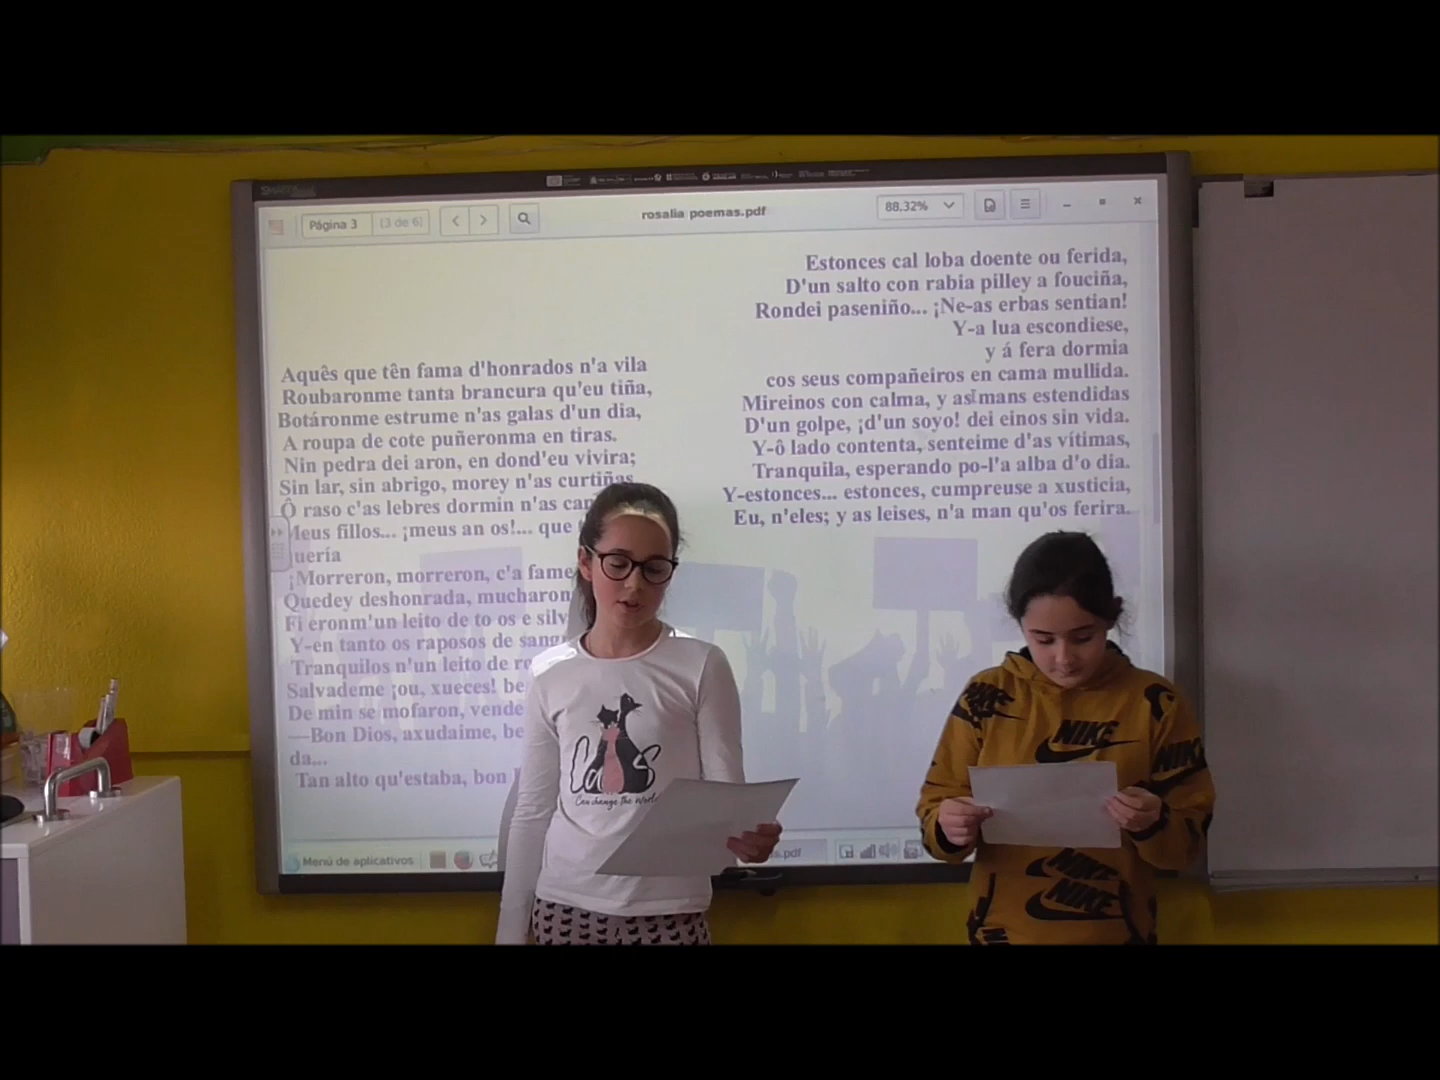 Página 3
(3 de 6)
rosalia poemas.pdf
88,32%
Aquês que tên fama d'honrados n'a vila
Roubaronme tanta brancura qu'eu tiña,
Botáronme estrume n'as galas d'un dia,
A roupa de cote puñeronma en tiras.
Nin pedra dei aron, en dond'eu vivira;
Sin lar, sin abrigo, morey n'as curtiñas
Ô raso c'as lebres dormin n'as
Meus fillos... ¡meus an os!... que
uería
¡Morreron, morreron, c'a fame
Quedey deshonrada, mucharon
Fi eronm'un leito de to os e
Y-en tanto os raposos de
Tranquilos n'un leito de
Salvademe ¡ou, xueces!
De min se mofaron,
—Bon Dios, axudaime,
da...
Tan alto qu'estaba, bon
Estonces cal loba doente ou ferida,
D'un salto con rabia pilley a fouciña,
Rondei paseniño... ¡Ne-as erbas sentian!
Y-a lua escondiese,
y á fera dormia
cos seus compañeiros en cama mullida.
Mireinos con calma, y as mans estendidas
D'un golpe, ¡d'un soyo! dei einos sin vida.
Y-ô lado contenta, senteime d'as vítimas,
Tranquila, esperando po-l'a alba d'o dia.
Y-estonces... estonces, cumpreuse a xusticia,
Eu, n'eles; y as leises, n'a man qu'os ferira.
Menú de aplicativos
.pdf
Cats
Can change the World
NIKE
NIKE
NIKE
NIKE